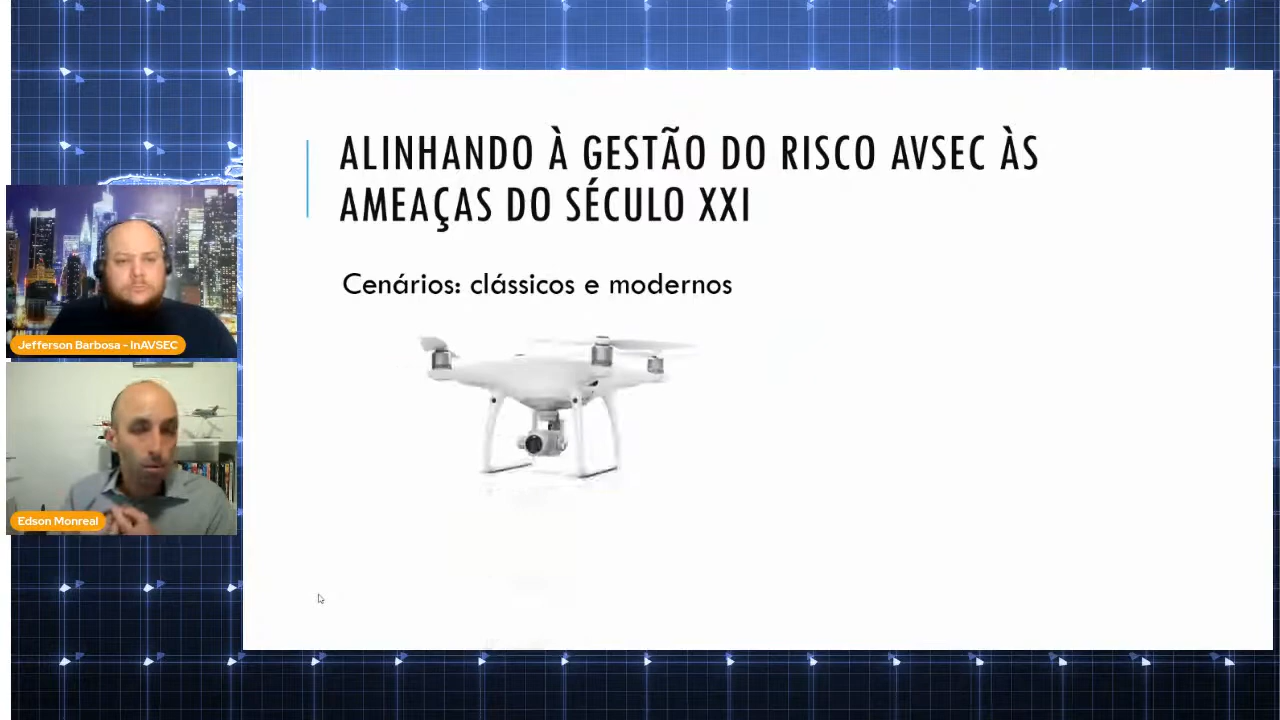 ALINHANDO À GESTÃO DO RISCO AVSEC ÀS
AMEAÇAS DO SÉCULO XXI
Cenários: clássicos e modernos
Jefferson Barbosa - InAVSEC
Edson Monreal